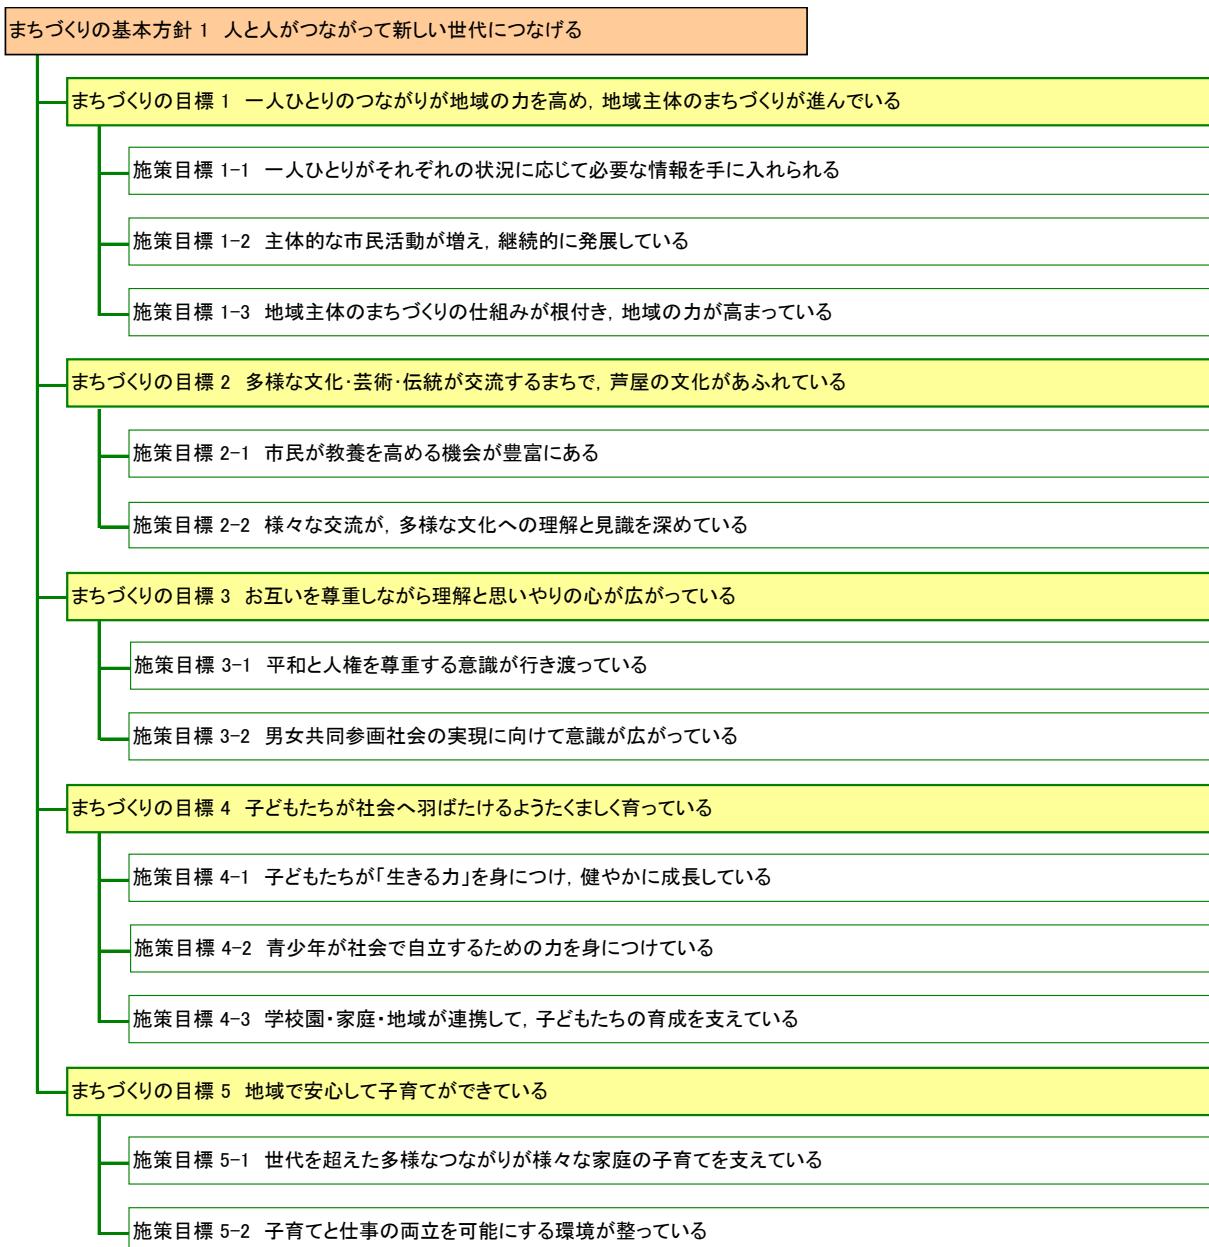 まちづくりの基本方針 1 人と人がつながって新しい世代につなげる
まちづくりの目標 1 一人ひとりのつながりが地域の力を高め，地域主体のまちづくりが進んでいる
施策目標 1-1 一人ひとりがそれぞれの状況に応じて必要な情報を手に入れられる
施策目標 1-2 主体的な市民活動が増え，継続的に発展している
施策目標 1-3 地域主体のまちづくりの仕組みが根付き，地域の力が高まっている
まちづくりの目標 2 多様な文化・芸術・伝統が交流するまちで，芦屋の文化があふれている
施策目標 2-1 市民が教養を高める機会が豊富にある
施策目標 2-2 様々な交流が，多様な文化への理解と見識を深めている
まちづくりの目標 3 お互いを尊重しながら理解と思いやりの心が広がっている
施策目標 3-1 平和と人権を尊重する意識が行き渡っている
施策目標 3-2 男女共同参画社会の実現に向けて意識が広がっている
まちづくりの目標 4 子どもたちが社会へ羽ばたけるようたくましく育っている
施策目標 4-1 子どもたちが「生きる力」を身につけ，健やかに成長している
施策目標 4-2 青少年が社会で自立するための力を身につけている
施策目標 4-3 学校園・家庭・地域が連携して，子どもたちの育成を支えている
まちづくりの目標 5 地域で安心して子育てができている
施策目標 5-1 世代を超えた多様なつながりが様々な家庭の子育てを支えている
施策目標 5-2 子育てと仕事の両立を可能にする環境が整っている